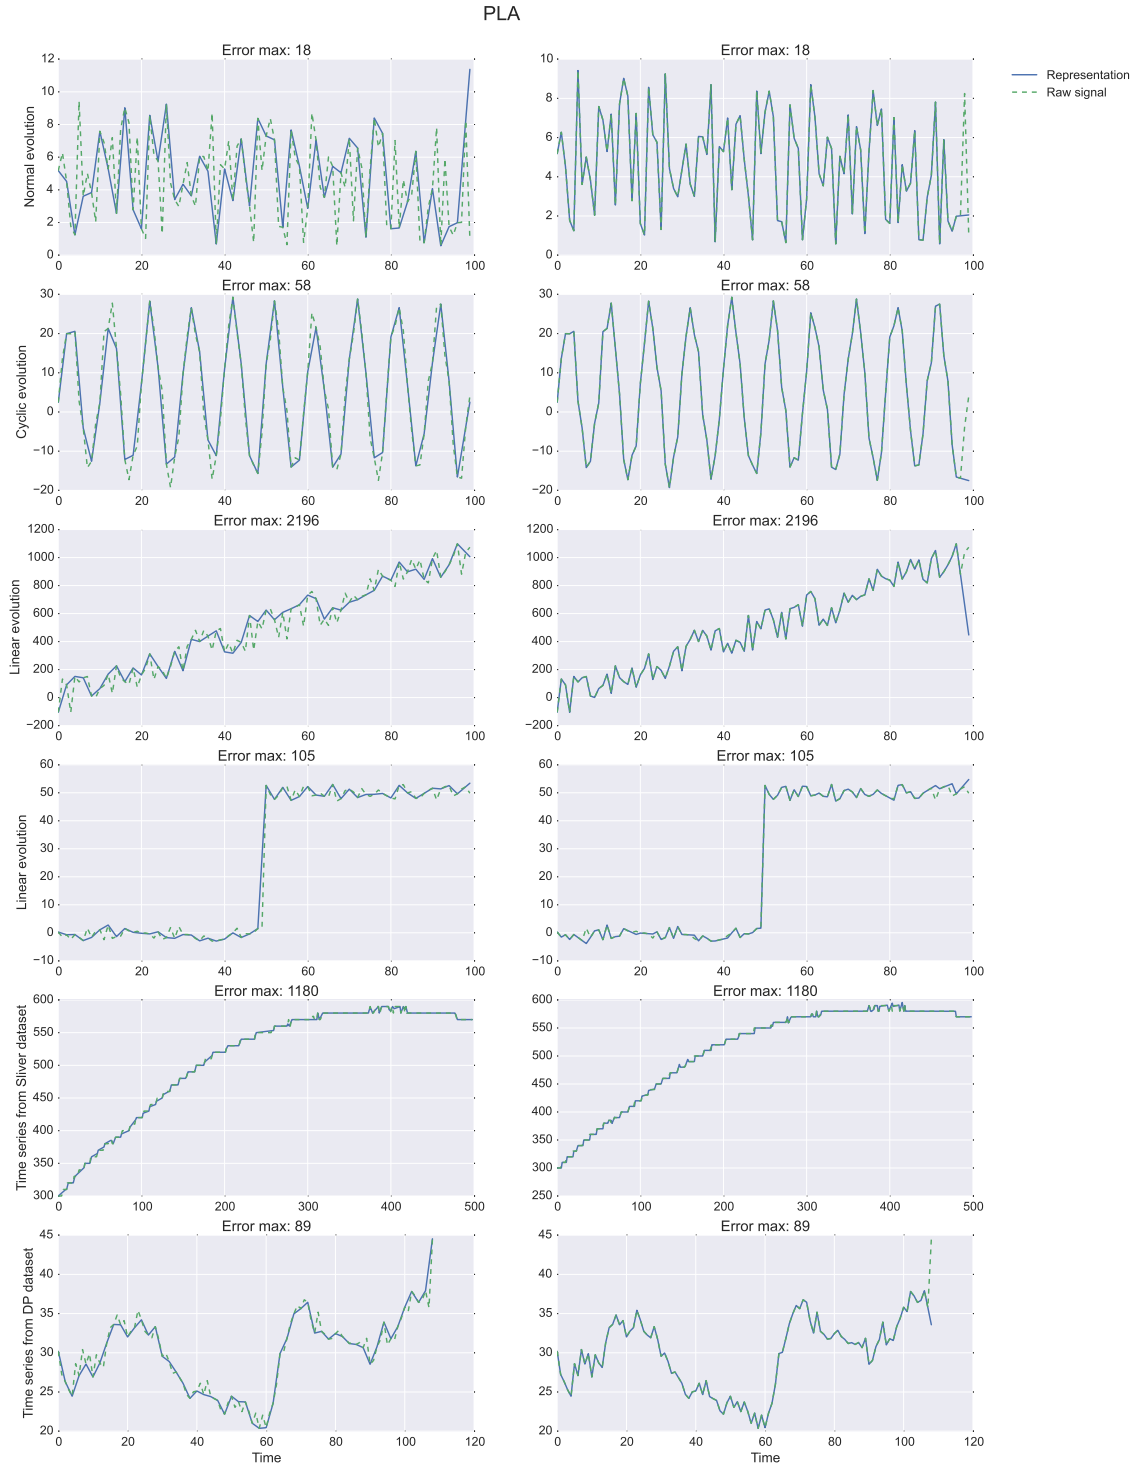 PLA
Error max: 18
Error max: 18
Representation
Raw signal
Normal evolution
12
10
8
6
4
2
0
0 20 40 60 80 100
10
8
6
4
2
0
0 20 40 60 80 100
Error max: 58
Error max: 58
Cyclic evolution
30
20
10
0
−10
−20
0 20 40 60 80 100
30
20
10
0
−10
−20
0 20 40 60 80 100
Error max: 2196
Error max: 2196
Linear evolution
1200
1000
800
600
400
200
0
−200
0 20 40 60 80 100
1200
1000
800
600
400
200
0
−200
0 20 40 60 80 100
Error max: 105
Error max: 105
Linear evolution
60
50
40
30
20
10
0
−10
0 20 40 60 80 100
60
50
40
30
20
10
0
−10
0 20 40 60 80 100
Error max: 1180
Error max: 1180
Time series from Sliver dataset
600
550
500
450
400
350
300
0 100 200 300 400 500
600
550
500
450
400
350
300
250
0 100 200 300 400 500
Error max: 89
Error max: 89
Time series from DP dataset
45
40
35
30
25
20
0 20 40 60 80 100 120
Time
45
40
35
30
25
20
0 20 40 60 80 100 120
Time